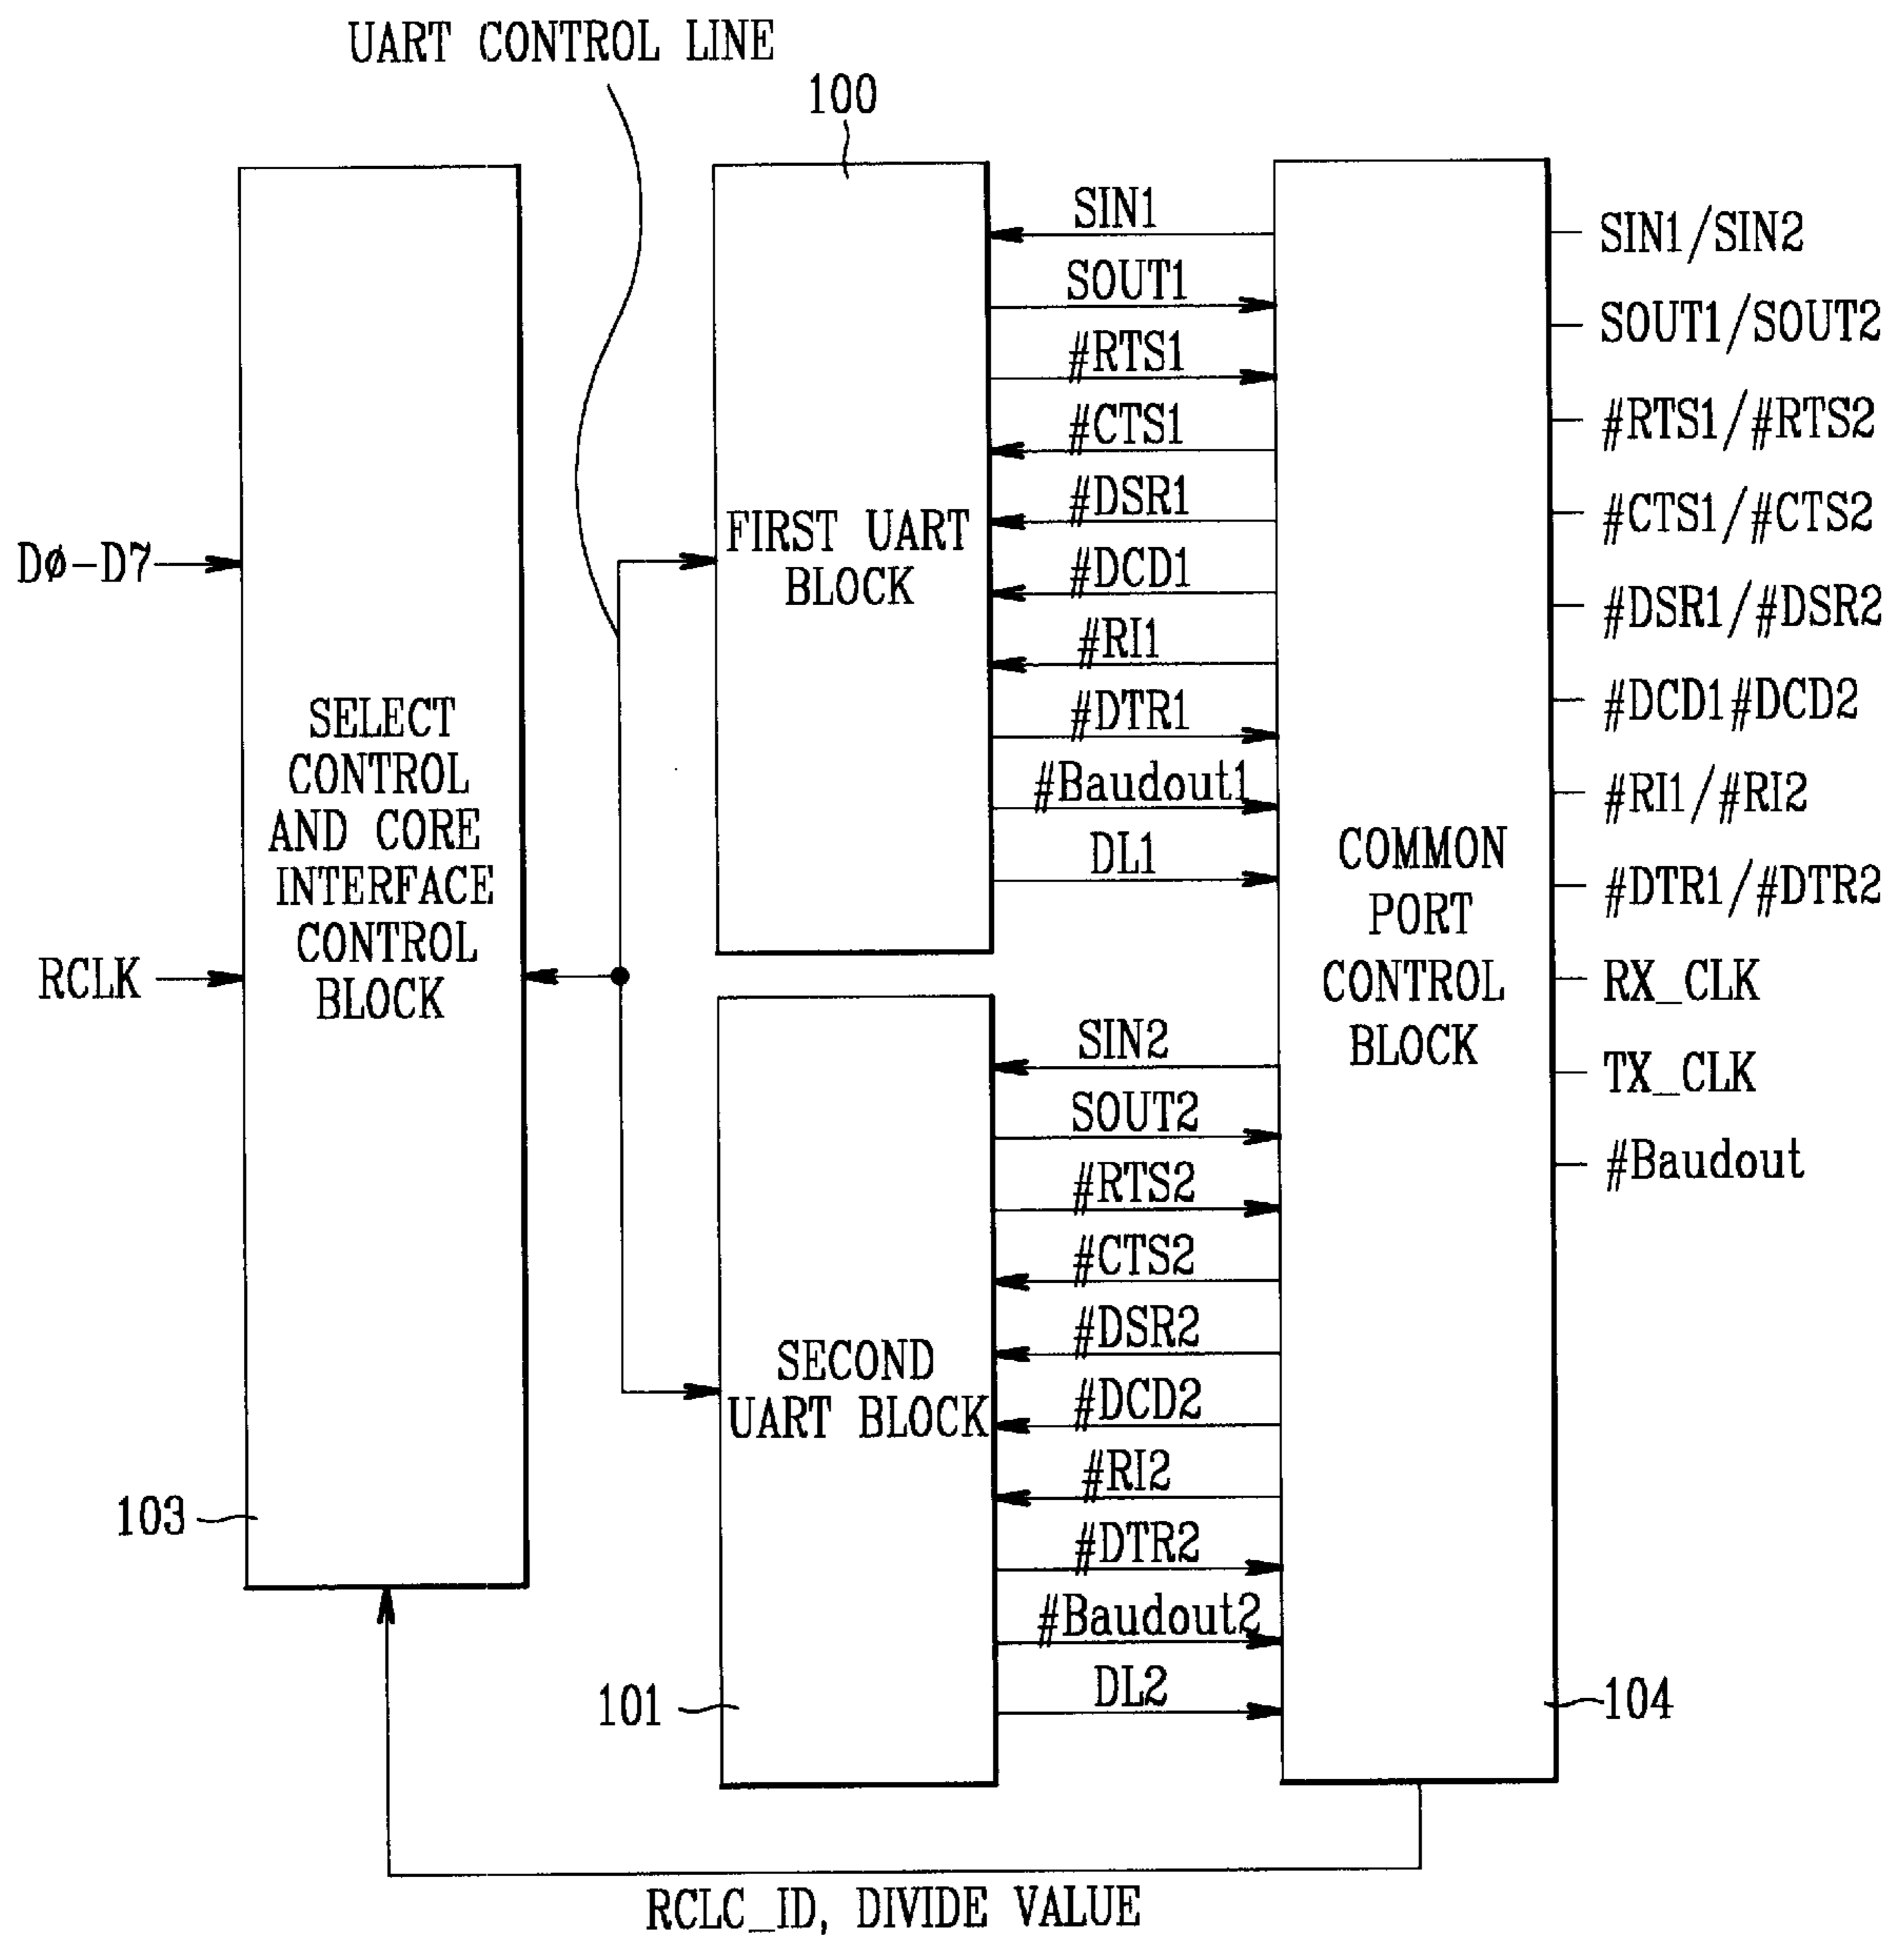 UART CONTROL LINE
100
SIN1
SOUT1
#RTS1
#CTS1
#DSR1
#DCD1
#RI1
#DTR1
#Baudout1
DL1
FIRST UART
BLOCK
SIN1/SIN2
SOUT1/SOUT2
#RTS1/#RTS2
#CTS1/#CTS2
#DSR1/#DSR2
#DCD1#DCD2
#RI1/#RI2
#DTR1/#DTR2
RX_CLK
TX_CLK
#Baudout
DØ-D7
RCLK
SELECT
CONTROL
AND CORE
INTERFACE
CONTROL
BLOCK
COMMON
PORT
CONTROL
BLOCK
SIN2
SOUT2
#RTS2
#CTS2
#DSR2
#DCD2
#RI2
#DTR2
#Baudout2
DL2
SECOND
UART BLOCK
103
101
104
RCLC_ID, DIVIDE VALUE